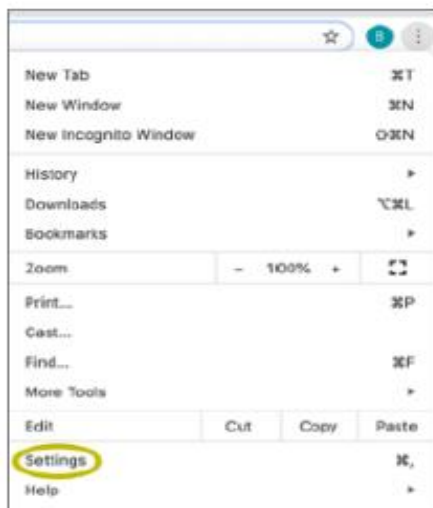 B
New Tab ⌘T
New Window ⌘N
New Incognito Window ⇧⌘N
History
Downloads ⌥⌘L
Bookmarks
Zoom - 100% +
Print... ⌘P
Cast...
Find... ⌘F
More Tools
Edit Cut Copy Paste
Settings ⌘,
Help